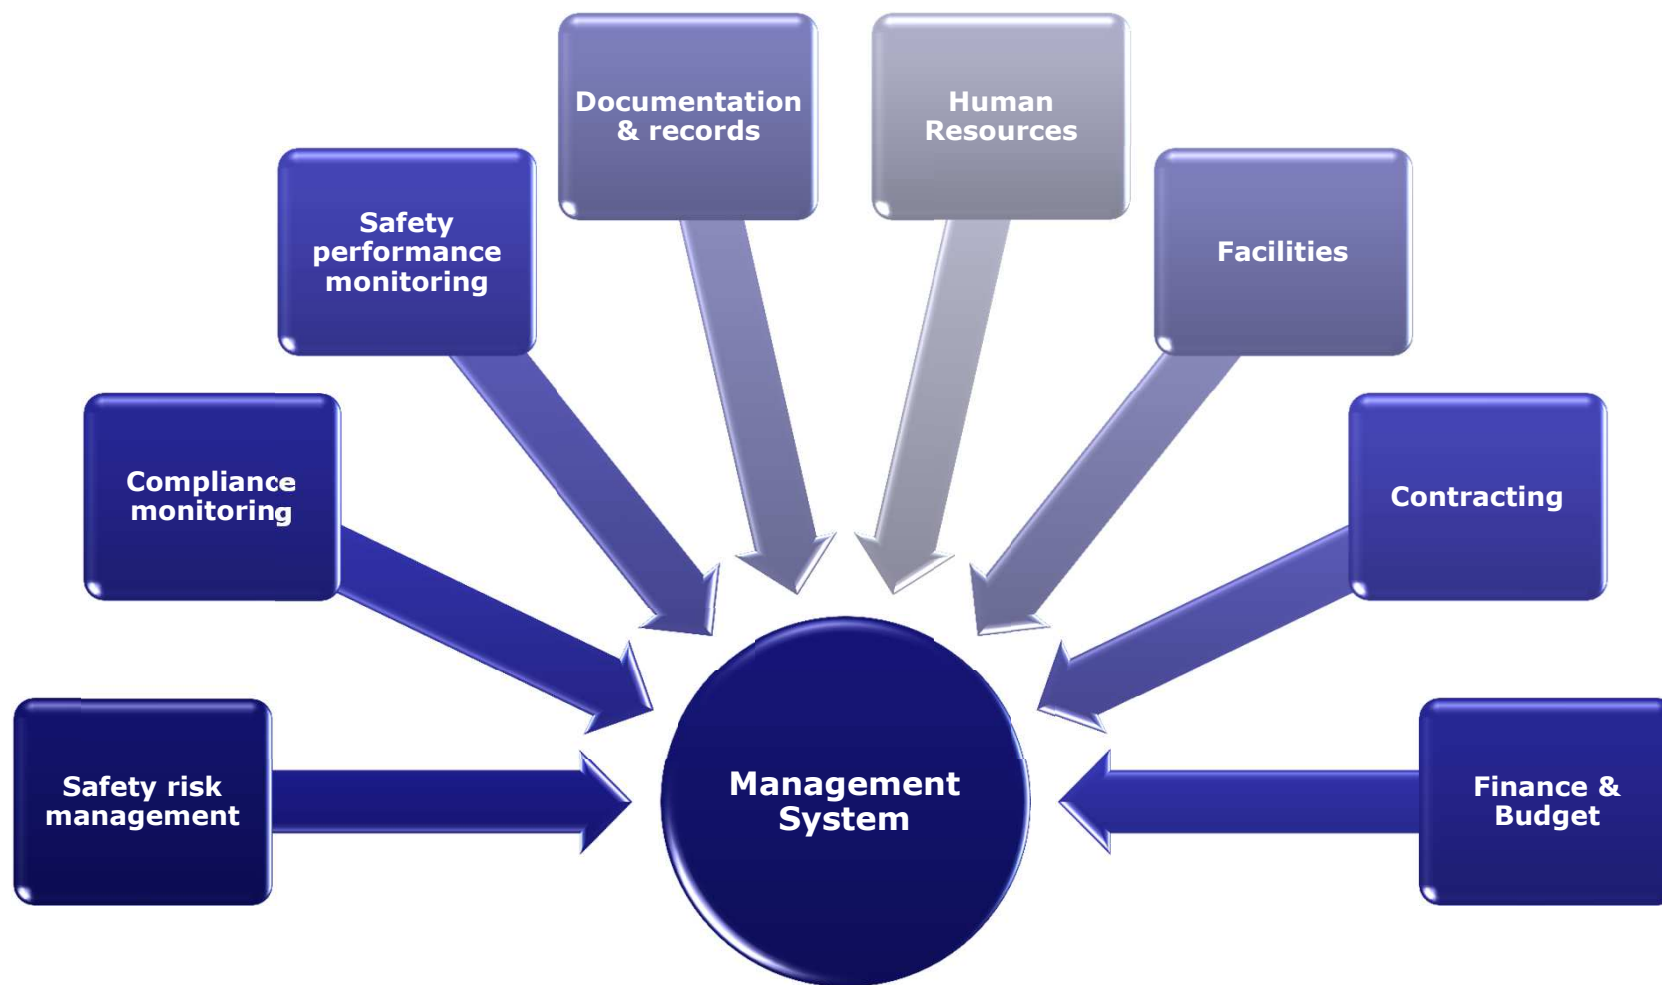 Documentation
& records
Human
Resources
Safety
performance
monitoring
Facilities
Compliance
monitoring
Contracting
Safety risk
management
Management
System
Finance &
Budget